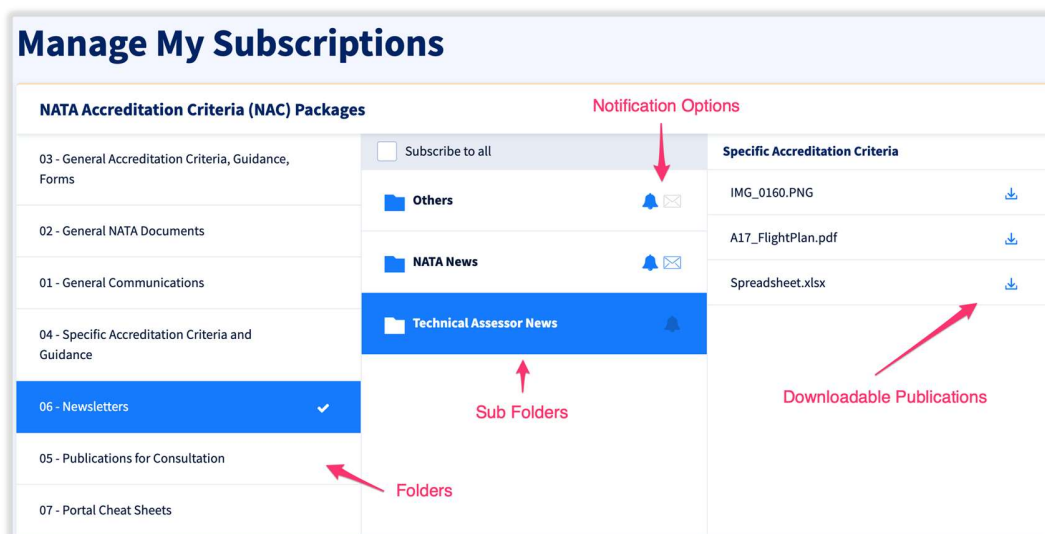 Manage My Subscriptions
NATA Accreditation Criteria (NAC) Packages
Notification Options
03 - General Accreditation Criteria, Guidance,
Forms
02 - General NATA Documents
01 - General Communications
04 - Specific Accreditation Criteria and
Guidance
06 - Newsletters
05 - Publications for Consultation
07 - Portal Cheat Sheets
Folders
Subscribe to all
Others
NATA News
Technical Assessor News
Sub Folders
Specific Accreditation Criteria
IMG_0160.PNG
A17_FlightPlan.pdf
Spreadsheet.xlsx
Downloadable Publications